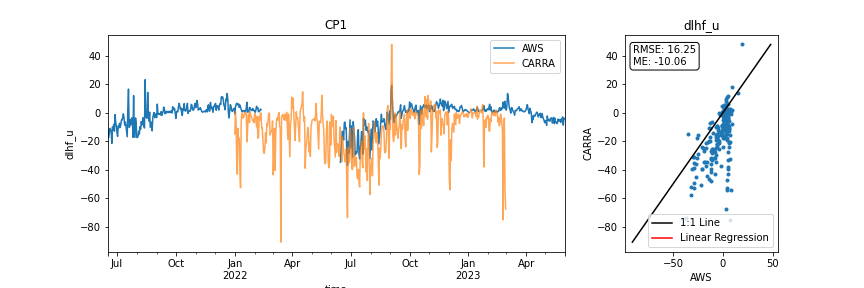 CP1
dlhf_u
AWS
CARRA
40
20
0
−20
−40
−60
−80
dlhf_u
Jul
Oct
Jan
2022
Apr
Jul
Oct
Jan
2023
Apr
time
dlhf_u
RMSE: 16.25
ME: -10.06
40
20
0
−20
−40
−60
−80
CARRA
1:1 Line
Linear Regression
−50
0
50
AWS